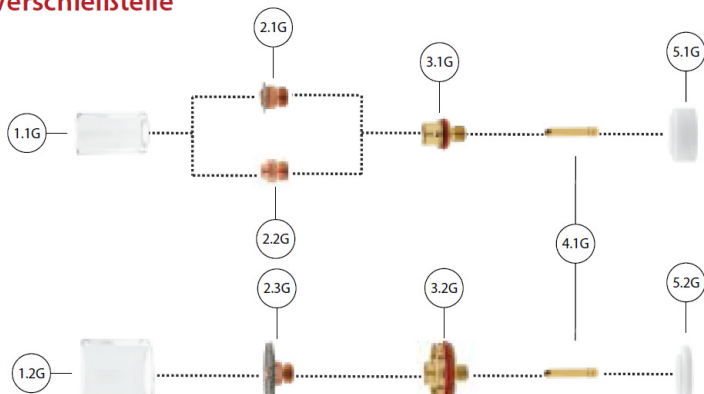 Verschleißteile
2.1G
3.1G
5.1G
1.1G
2.2G
4.1G
2.3G
3.2G
5.2G
1.2G